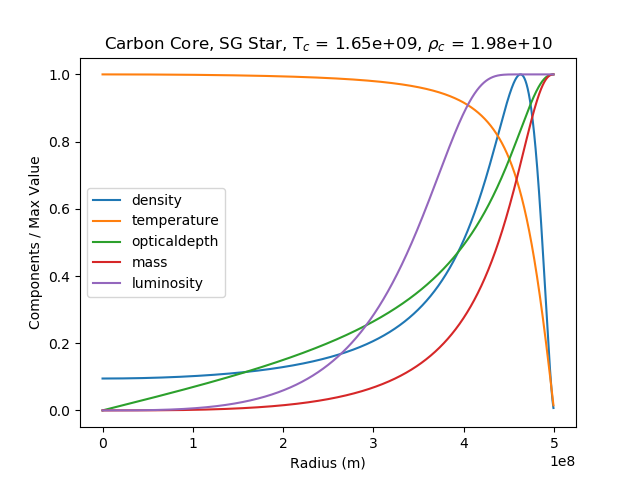 Carbon Core, SG Star, T_c = 1.65e+09, ρ_c = 1.98e+10
Components / Max Value
1.0
0.8
0.6
0.4
0.2
0.0
density
temperature
opticaldepth
mass
luminosity
0 1 2 3 4 5
1e8
Radius (m)